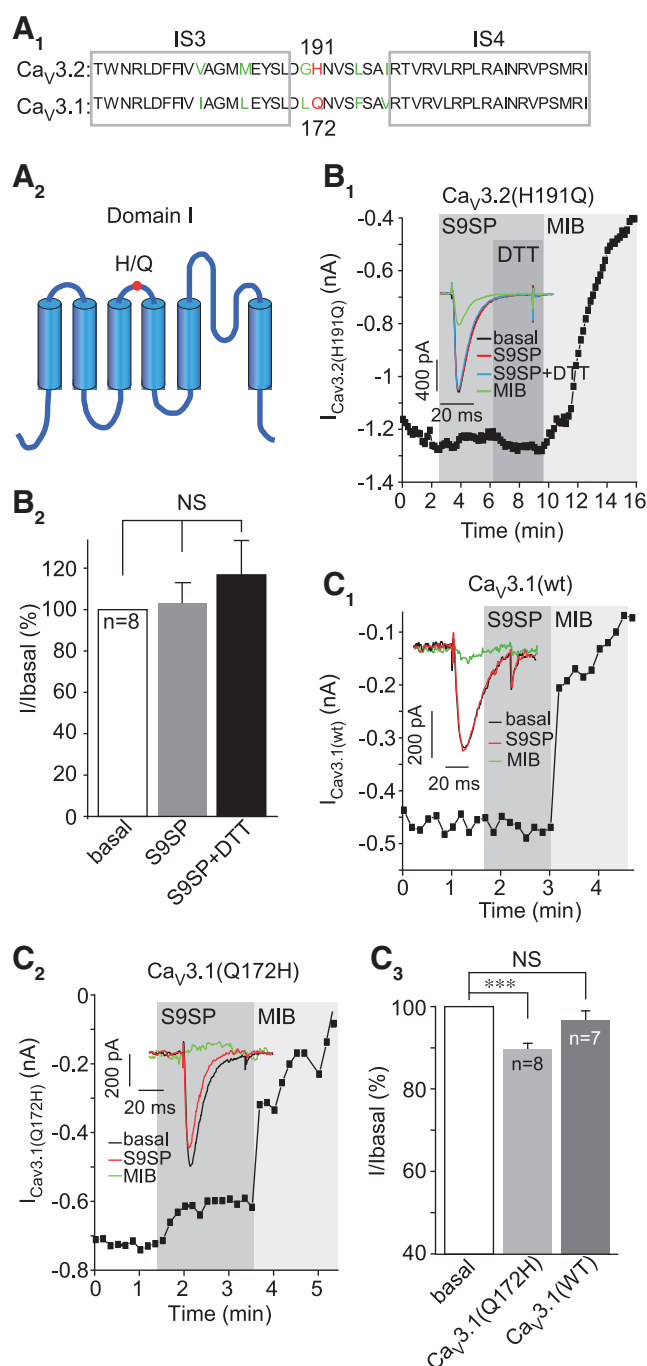 A1
IS3 191 IS4
CaV3.2: TWNRLDFFIVVAGMMEYSLDGHNVSLSAIRTVRVLRPLRAINRVPSMRI
CaV3.1: TWNRLDFFIVIAGMLEYSLDLQNVSFSAVRTVRVLRPLRAINRVPSMRI
172
A2
Domain I
H/Q
B1
CaV3.2(H191Q)
S9SP MIB
DTT
basal
S9SP
S9SP+DTT
MIB
400 pA
20 ms
ICav3.2(H191Q) (nA)
-0.4
-0.6
-0.8
-1
-1.2
-1.4
0 2 4 6 8 10 12 14 16
Time (min)
B2
NS
I/Ibasal (%)
120
100
80
60
40
20
0
n=8
basal
S9SP
S9SP+DTT
C1
CaV3.1(wt)
S9SP MIB
basal
S9SP
MIB
200 pA
20 ms
ICav3.1(wt) (nA)
-0.1
-0.2
-0.3
-0.4
-0.5
0 1 2 3 4
Time (min)
C2
CaV3.1(Q172H)
S9SP MIB
200 pA
20 ms
basal
S9SP
MIB
ICav3.1(Q172H) (nA)
0
-0.2
-0.4
-0.6
-0.8
0 1 2 3 4 5
Time (min)
C3
NS
***
I/Ibasal (%)
100
80
60
40
n=8
n=7
basal
CaV3.1(Q172H)
CaV3.1(WT)